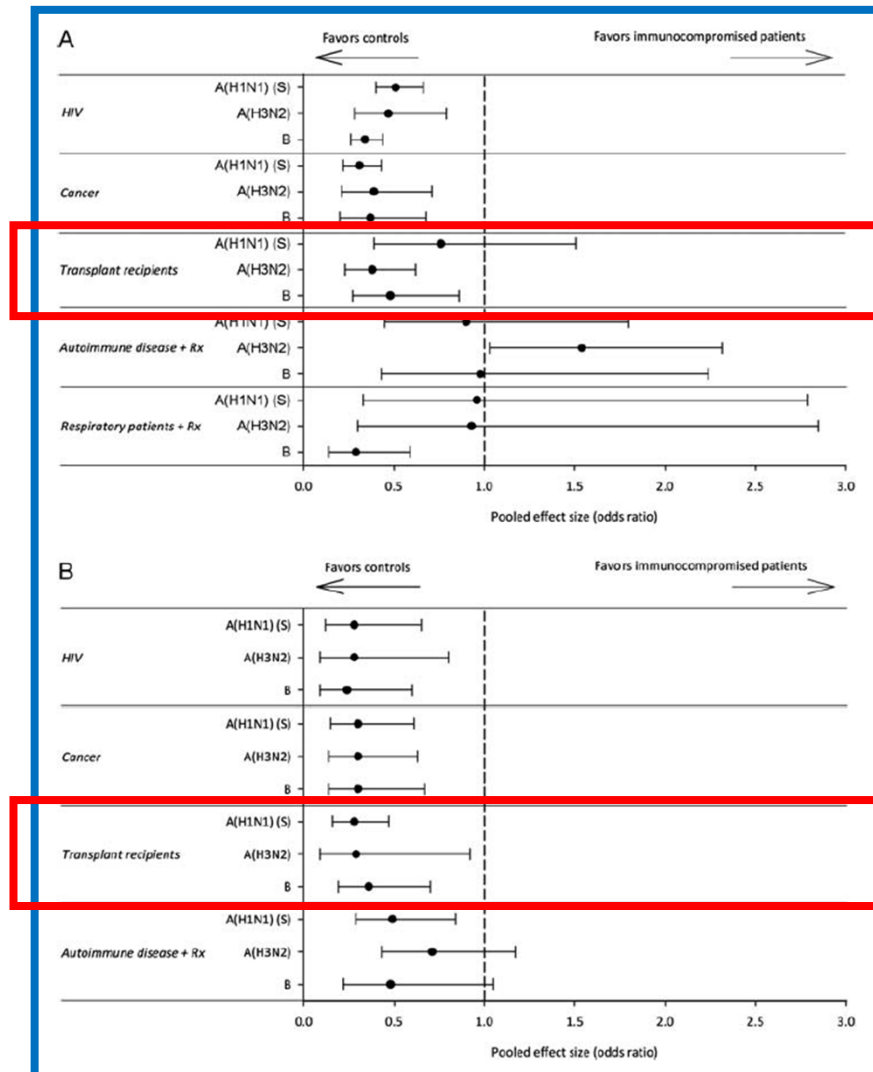 A
Favors controls
Favors immunocompromised patients
A(H1N1) (S)
HIV
A(H3N2)
B
A(H1N1) (S)
Cancer
A(H3N2)
B
A(H1N1) (S)
Transplant recipients
A(H3N2)
B
A(H1N1) (S)
Autoimmune disease + Rx
A(H3N2)
B
A(H1N1) (S)
Respiratory patients + Rx
A(H3N2)
B
0.0 0.5 1.0 1.5 2.0 2.5 3.0
Pooled effect size (odds ratio)
B
Favors controls
Favors immunocompromised patients
A(H1N1) (S)
HIV
A(H3N2)
B
A(H1N1) (S)
Cancer
A(H3N2)
B
A(H1N1) (S)
Transplant recipients
A(H3N2)
B
A(H1N1) (S)
Autoimmune disease + Rx
A(H3N2)
B
0.0 0.5 1.0 1.5 2.0 2.5 3.0
Pooled effect size (odds ratio)